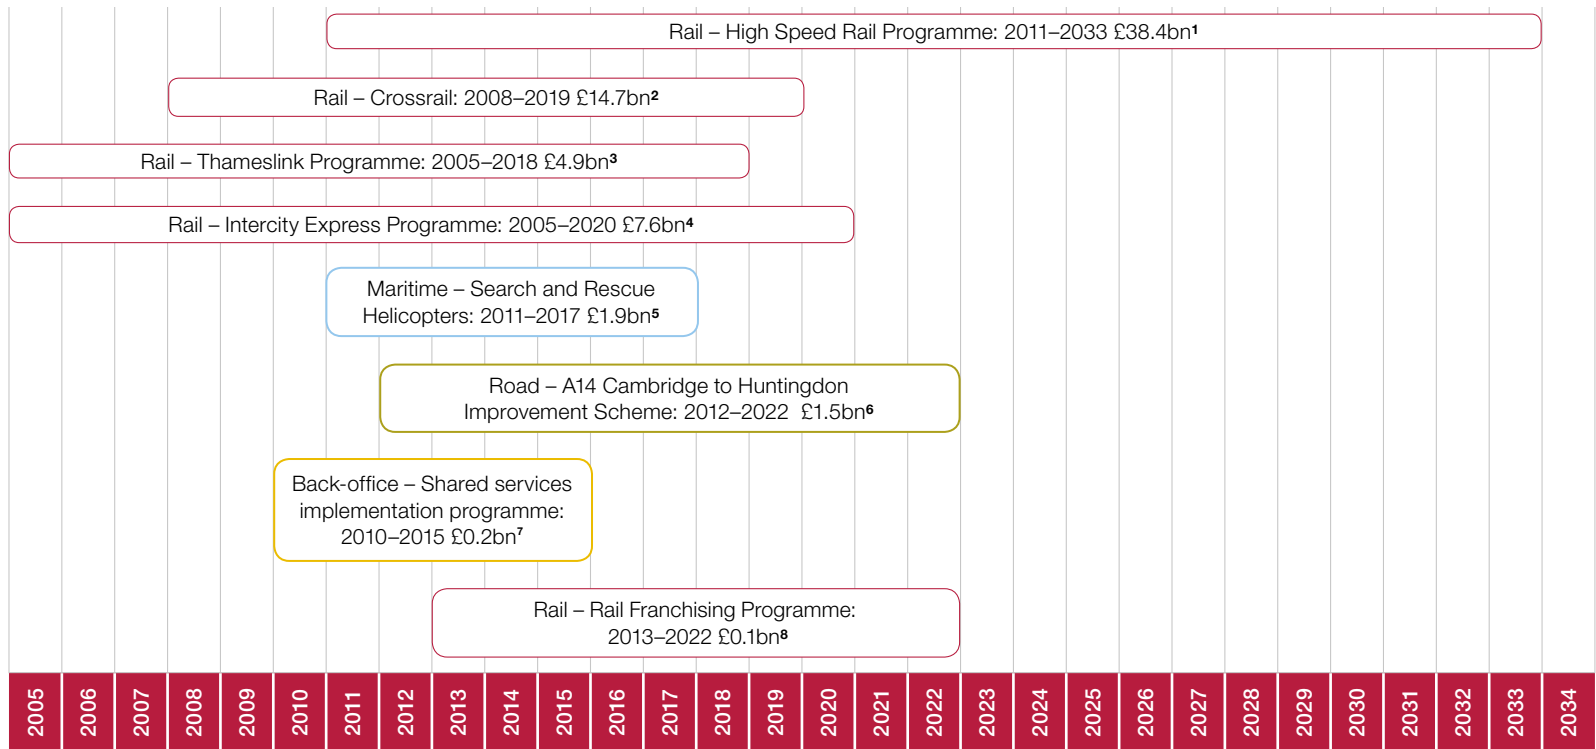 Rail – High Speed Rail Programme: 2011–2033 £38.4bn¹
Rail – Crossrail: 2008–2019 £14.7bn²
Rail – Thameslink Programme: 2005–2018 £4.9bn³
Rail – Intercity Express Programme: 2005–2020 £7.6bn⁴
Maritime – Search and Rescue
Helicopters: 2011–2017 £1.9bn⁵
Road – A14 Cambridge to Huntingdon
Improvement Scheme: 2012–2022 £1.5bn⁶
Back-office – Shared services
implementation programme:
2010–2015 £0.2bn⁷
Rail – Rail Franchising Programme:
2013–2022 £0.1bn⁸
2005 2006 2007 2008 2009 2010 2011 2012 2013 2014 2015 2016 2017 2018 2019 2020 2021 2022 2023 2024 2025 2026 2027 2028 2029 2030 2031 2032 2033 2034